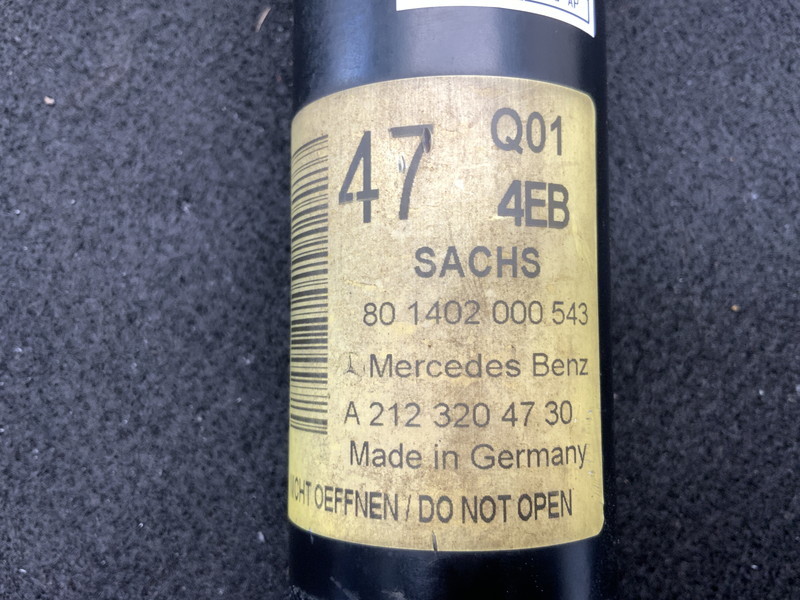 AP
47 Q01
4EB
SACHS
80 1402 000 543
Mercedes Benz
A 212 320 47 30
Made in Germany
OEFFNEN / DO NOT OPEN